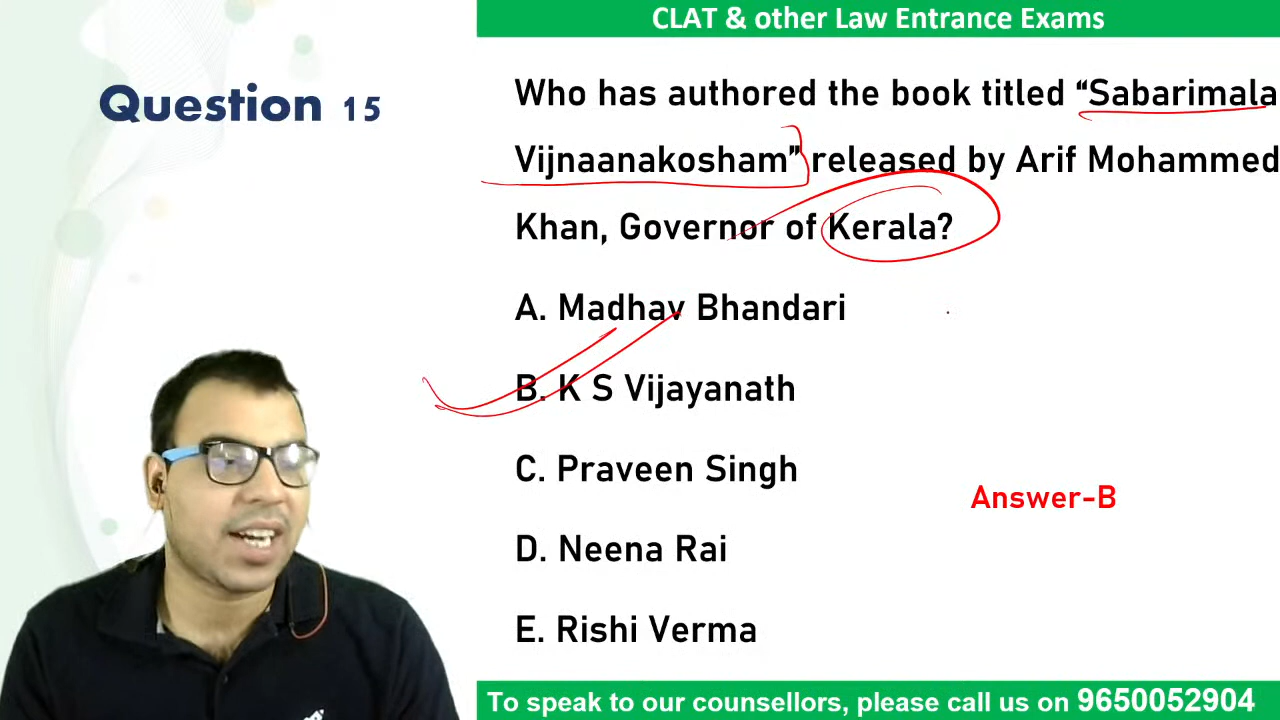 CLAT & other Law Entrance Exams
Question 15
Who has authored the book titled “Sabarimala
Vijnaanakosham” released by Arif Mohammed
Khan, Governor of Kerala?
A. Madhav Bhandari
B. K S Vijayanath
C. Praveen Singh
D. Neena Rai
E. Rishi Verma
Answer-B
To speak to our counsellors, please call us on 9650052904